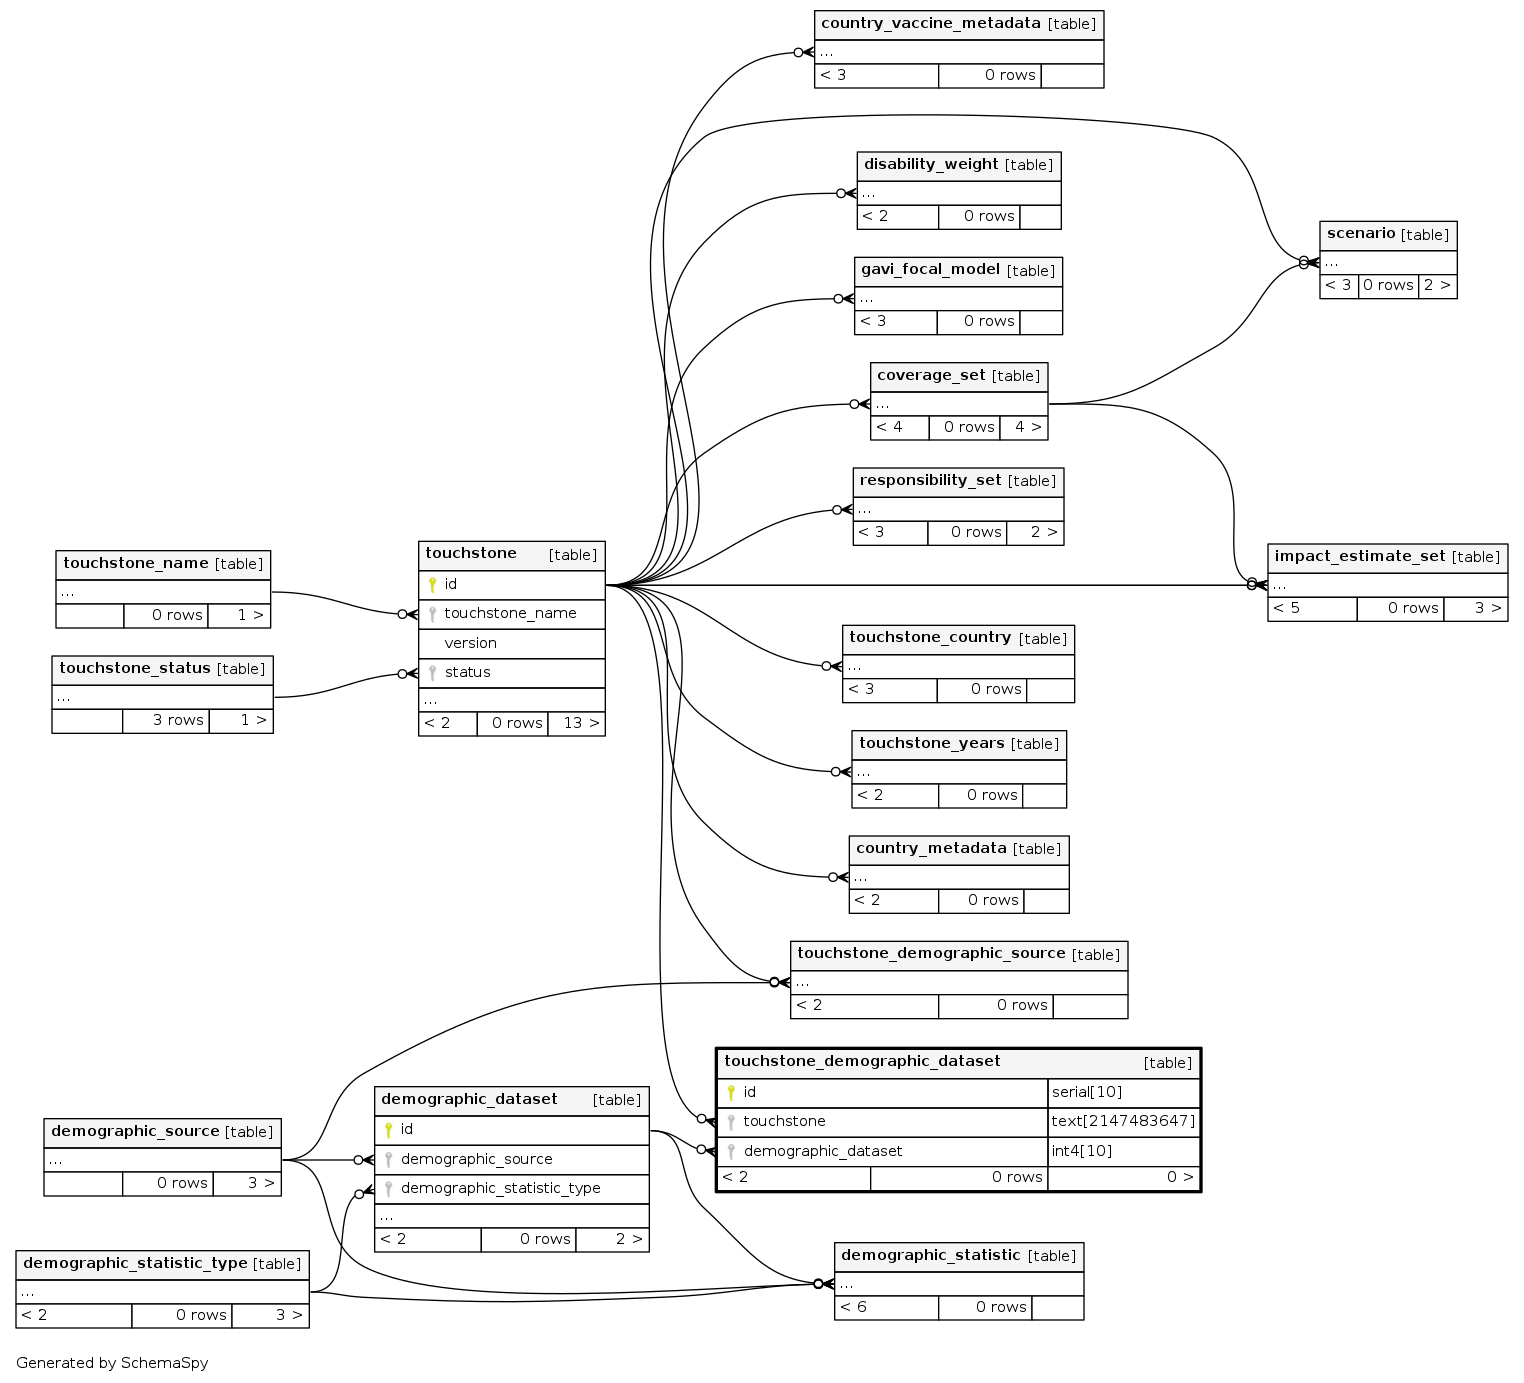 country_vaccine_metadata [table]
...
< 3 0 rows
disability_weight [table]
...
< 2 0 rows
gavi_focal_model [table]
...
< 3 0 rows
scenario [table]
...
< 3 0 rows 2 >
coverage_set [table]
...
< 4 0 rows 4 >
responsibility_set [table]
...
< 3 0 rows 2 >
touchstone_name [table]
...
0 rows 1 >
touchstone_status [table]
...
3 rows 1 >
touchstone [table]
id
touchstone_name
version
status
...
< 2 0 rows 13 >
impact_estimate_set [table]
...
< 5 0 rows 3 >
touchstone_country [table]
...
< 3 0 rows
touchstone_years [table]
...
< 2 0 rows
country_metadata [table]
...
< 2 0 rows
touchstone_demographic_source [table]
...
< 2 0 rows
touchstone_demographic_dataset [table]
id serial[10]
touchstone text[2147483647]
demographic_dataset int4[10]
< 2 0 rows 0 >
demographic_dataset [table]
id
demographic_source
demographic_statistic_type
...
< 2 0 rows 2 >
demographic_source [table]
...
0 rows 3 >
demographic_statistic_type [table]
...
< 2 0 rows 3 >
demographic_statistic [table]
...
< 6 0 rows
Generated by SchemaSpy